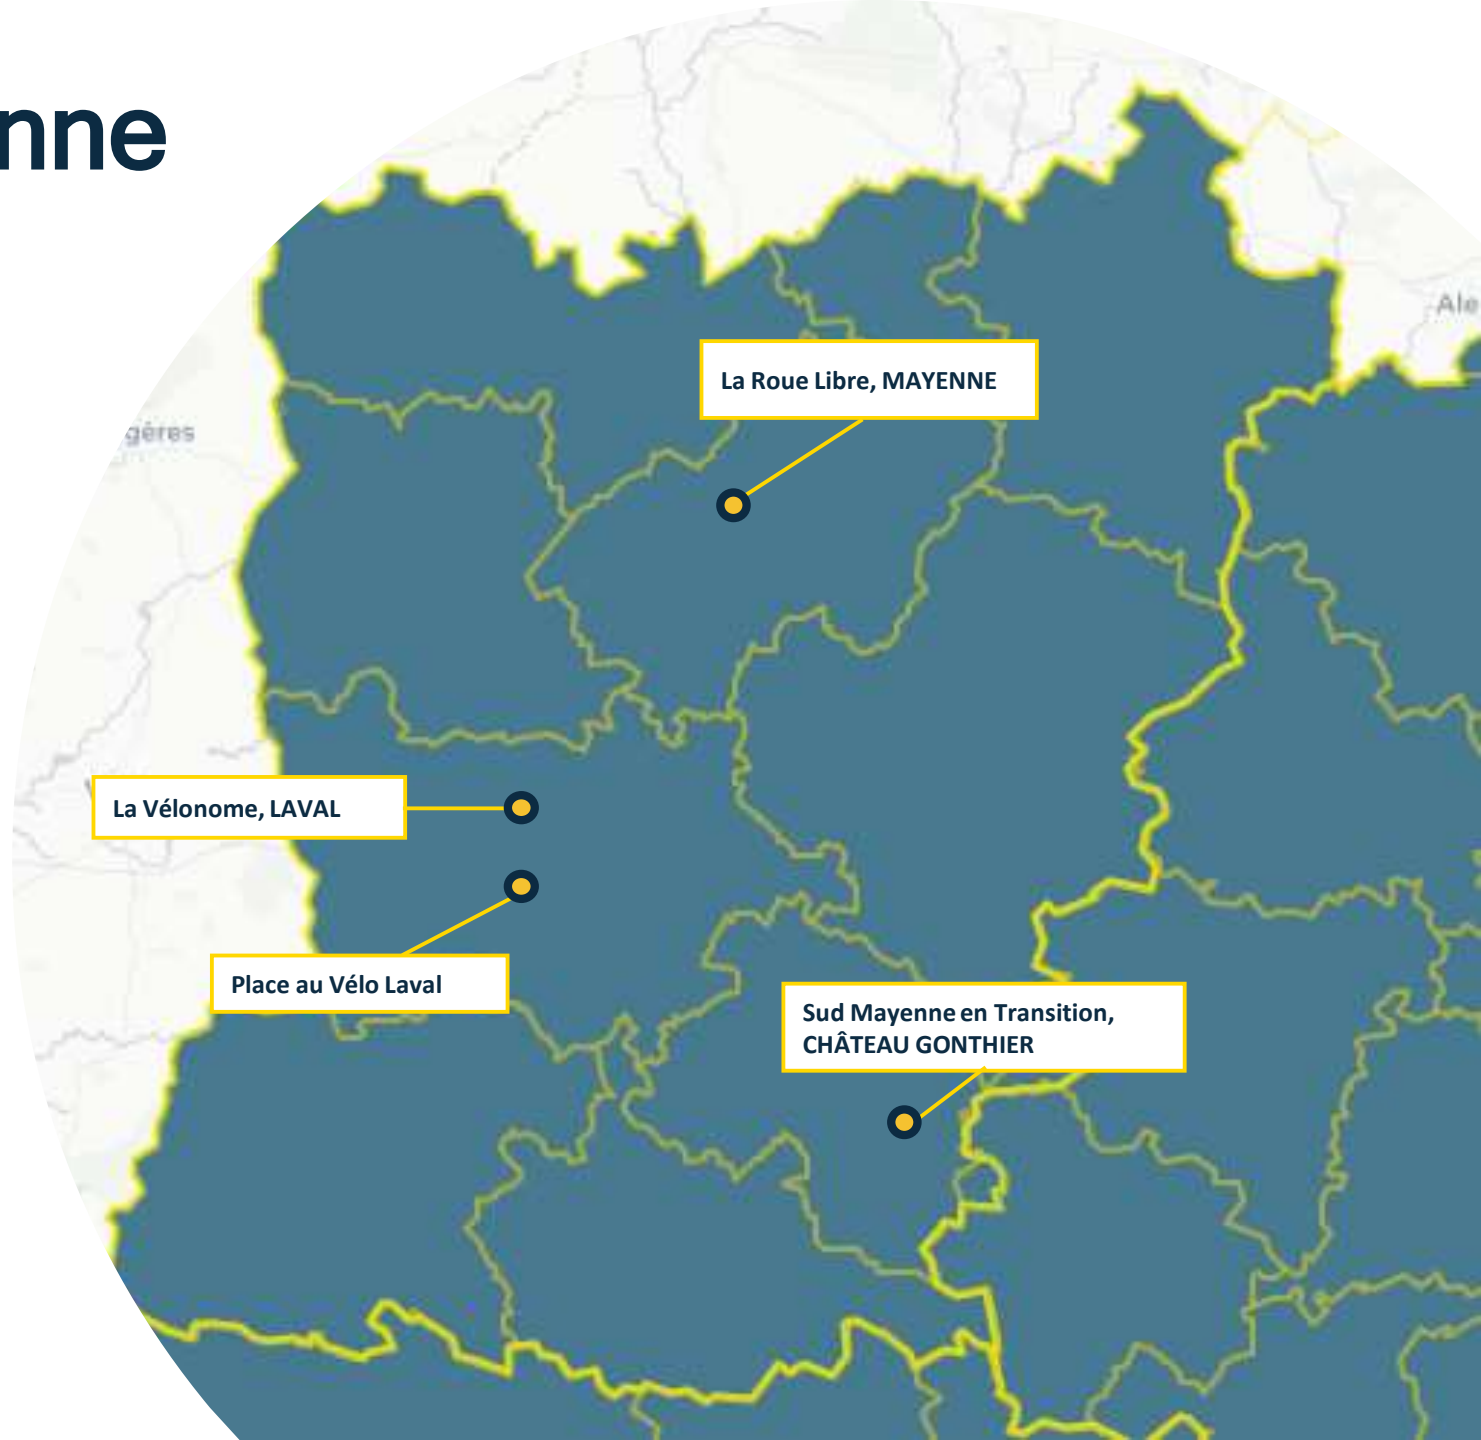 nne
Ale
La Roue Libre, MAYENNE
gères
La Vélonome, LAVAL
Place au Vélo Laval
Sud Mayenne en Transition,
CHÂTEAU GONTHIER